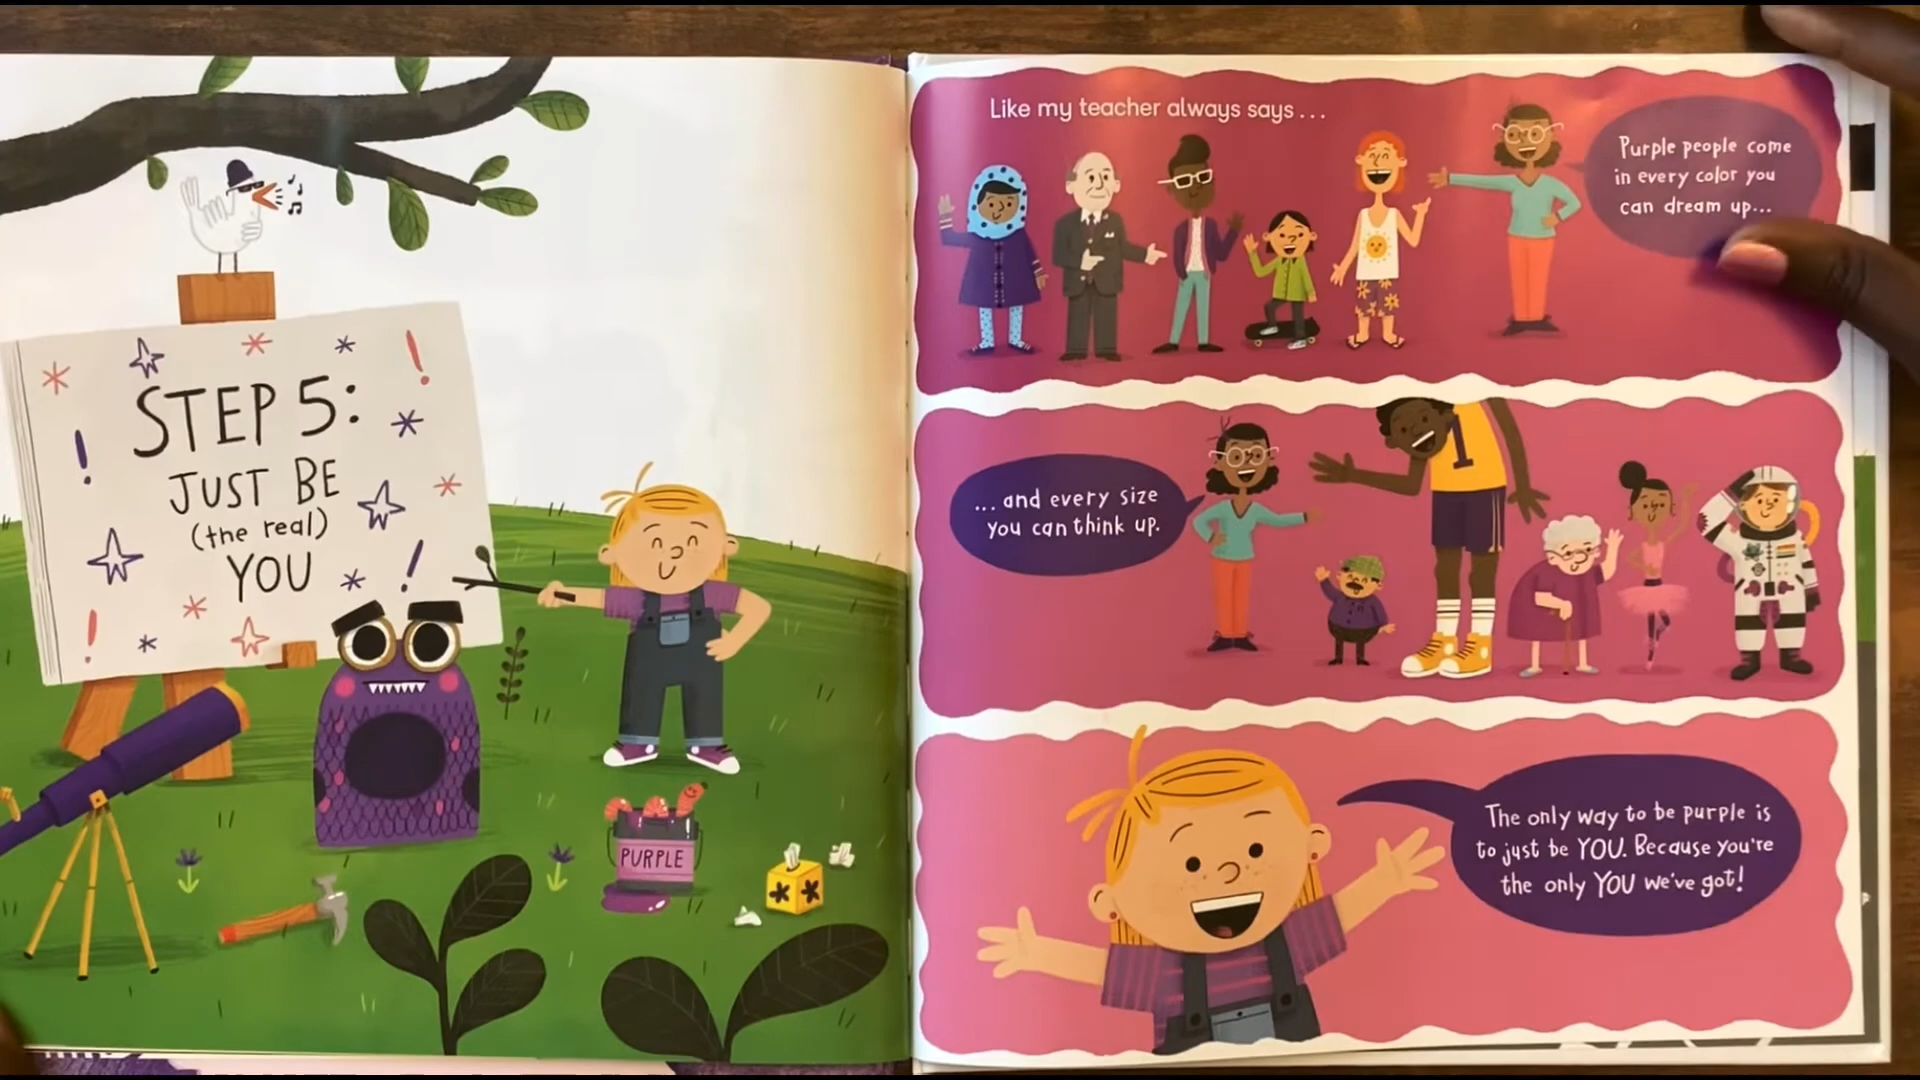 STEP 5:
JUST BE
(the real)
YOU
PURPLE
Like my teacher always says...
Purple people come
in every color you
can dream up...
...and every size
you can think up.
1
The only way to be purple is
to just be YOU. Because you're
the only YOU we've got!